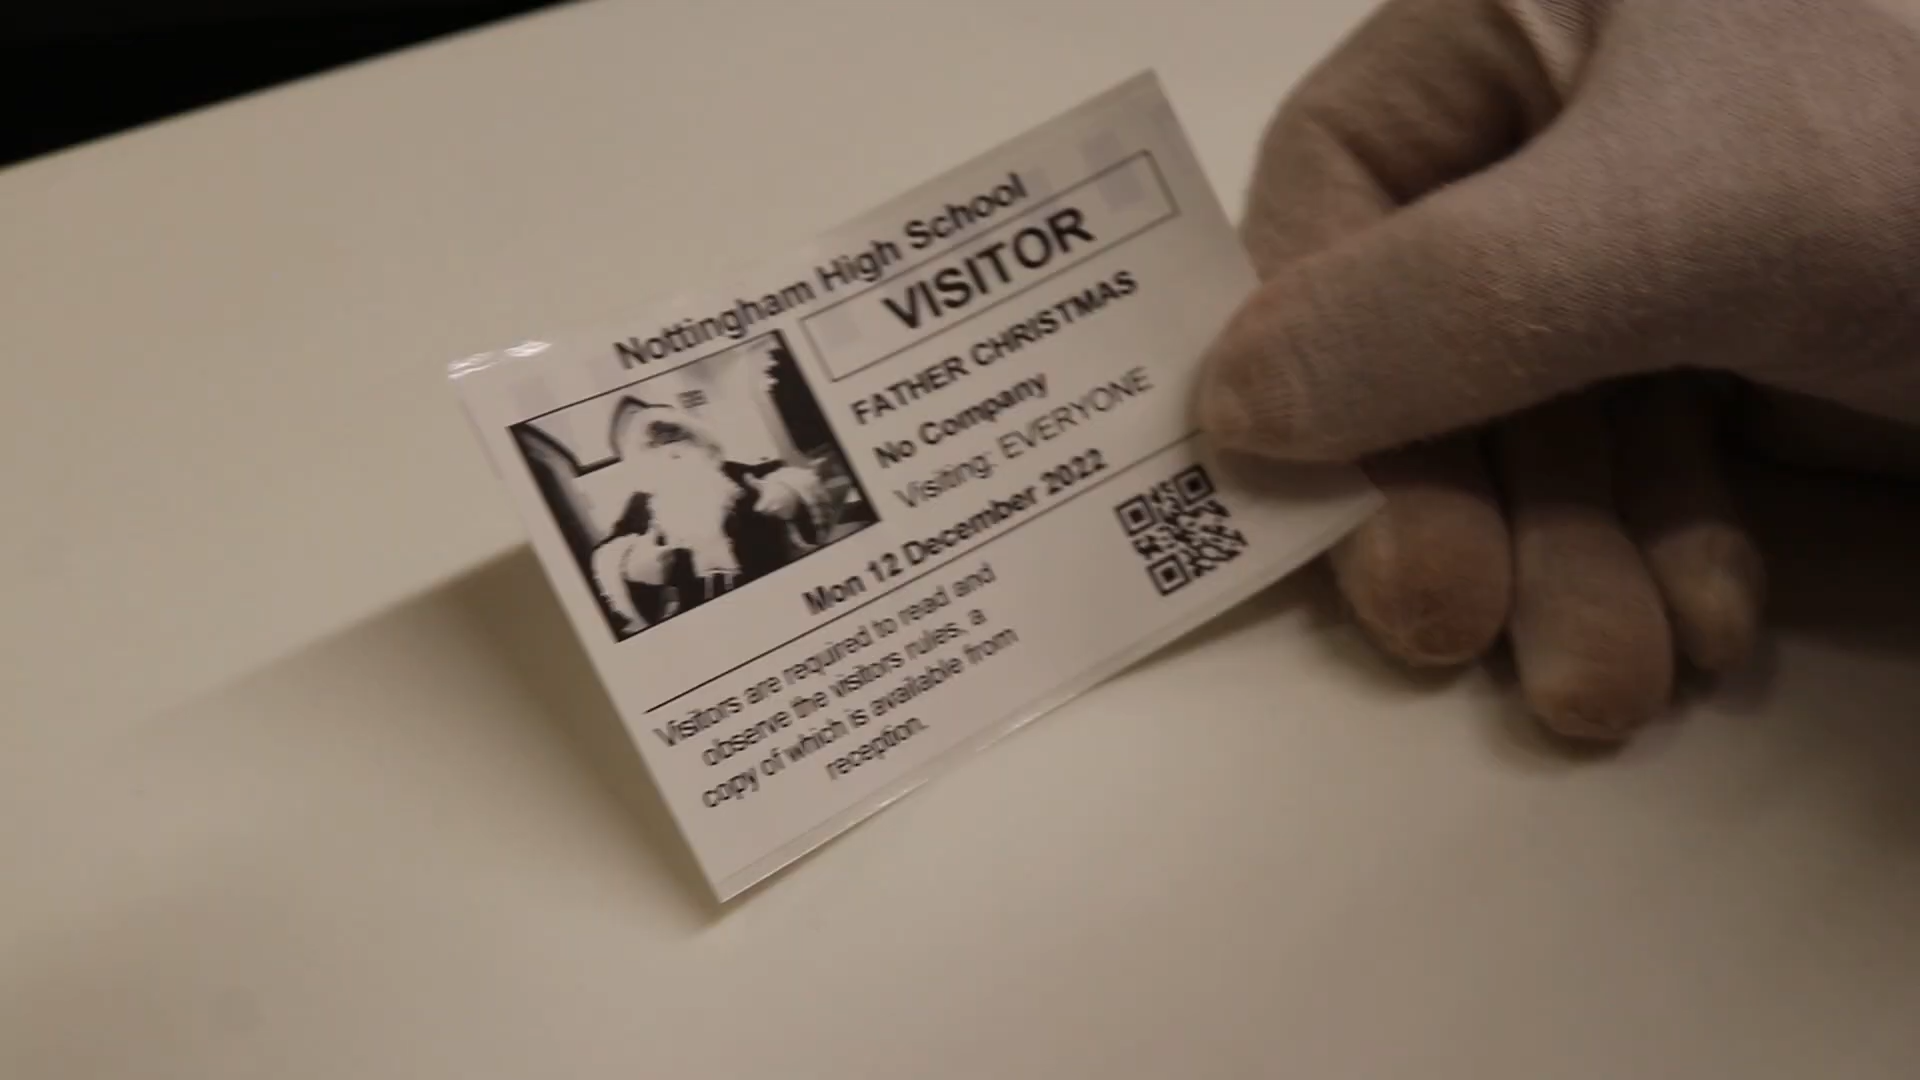 Nottingham High School
VISITOR
FATHER CHRISTMAS
No Company
Visiting: EVERYONE
Mon 12 December 2022
Visitors are required to read and
observe the visitors rules, a
copy of which is available from
reception.